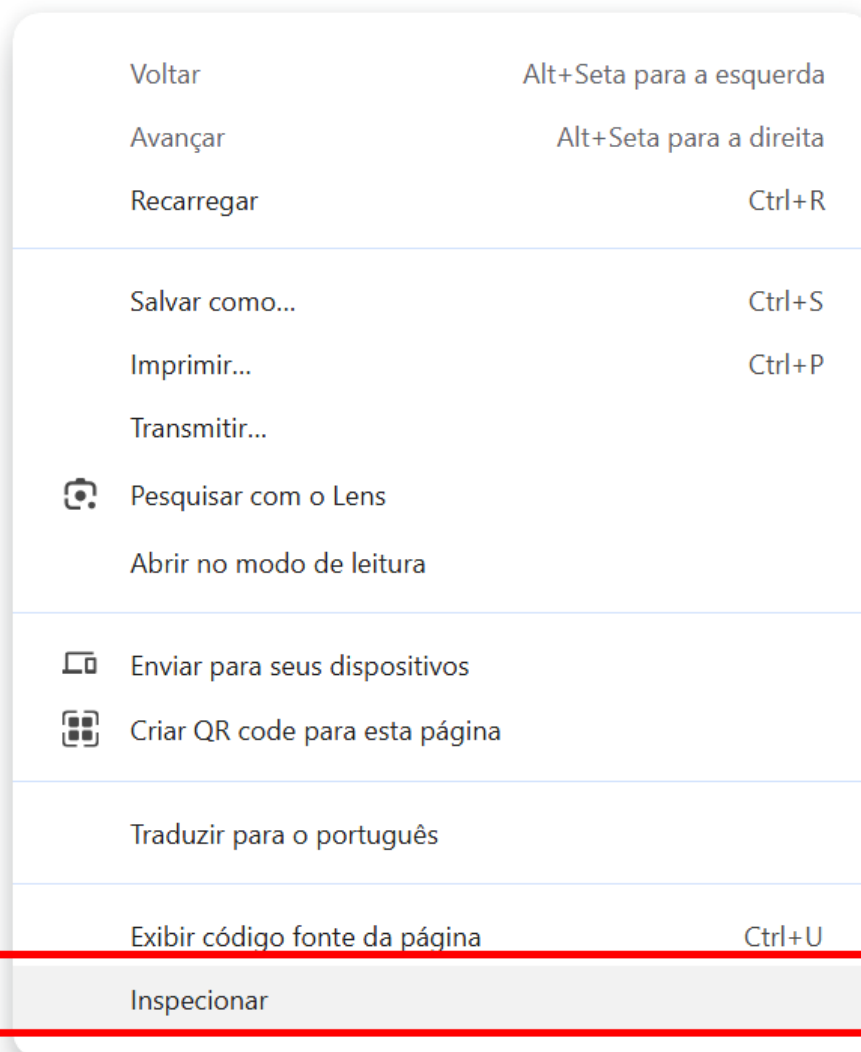 Voltar Alt+Seta para a esquerda
Avançar Alt+Seta para a direita
Recarregar Ctrl+R
Salvar como... Ctrl+S
Imprimir... Ctrl+P
Transmitir...
Pesquisar com o Lens
Abrir no modo de leitura
Enviar para seus dispositivos
Criar QR code para esta página
Traduzir para o português
Exibir código fonte da página Ctrl+U
Inspecionar